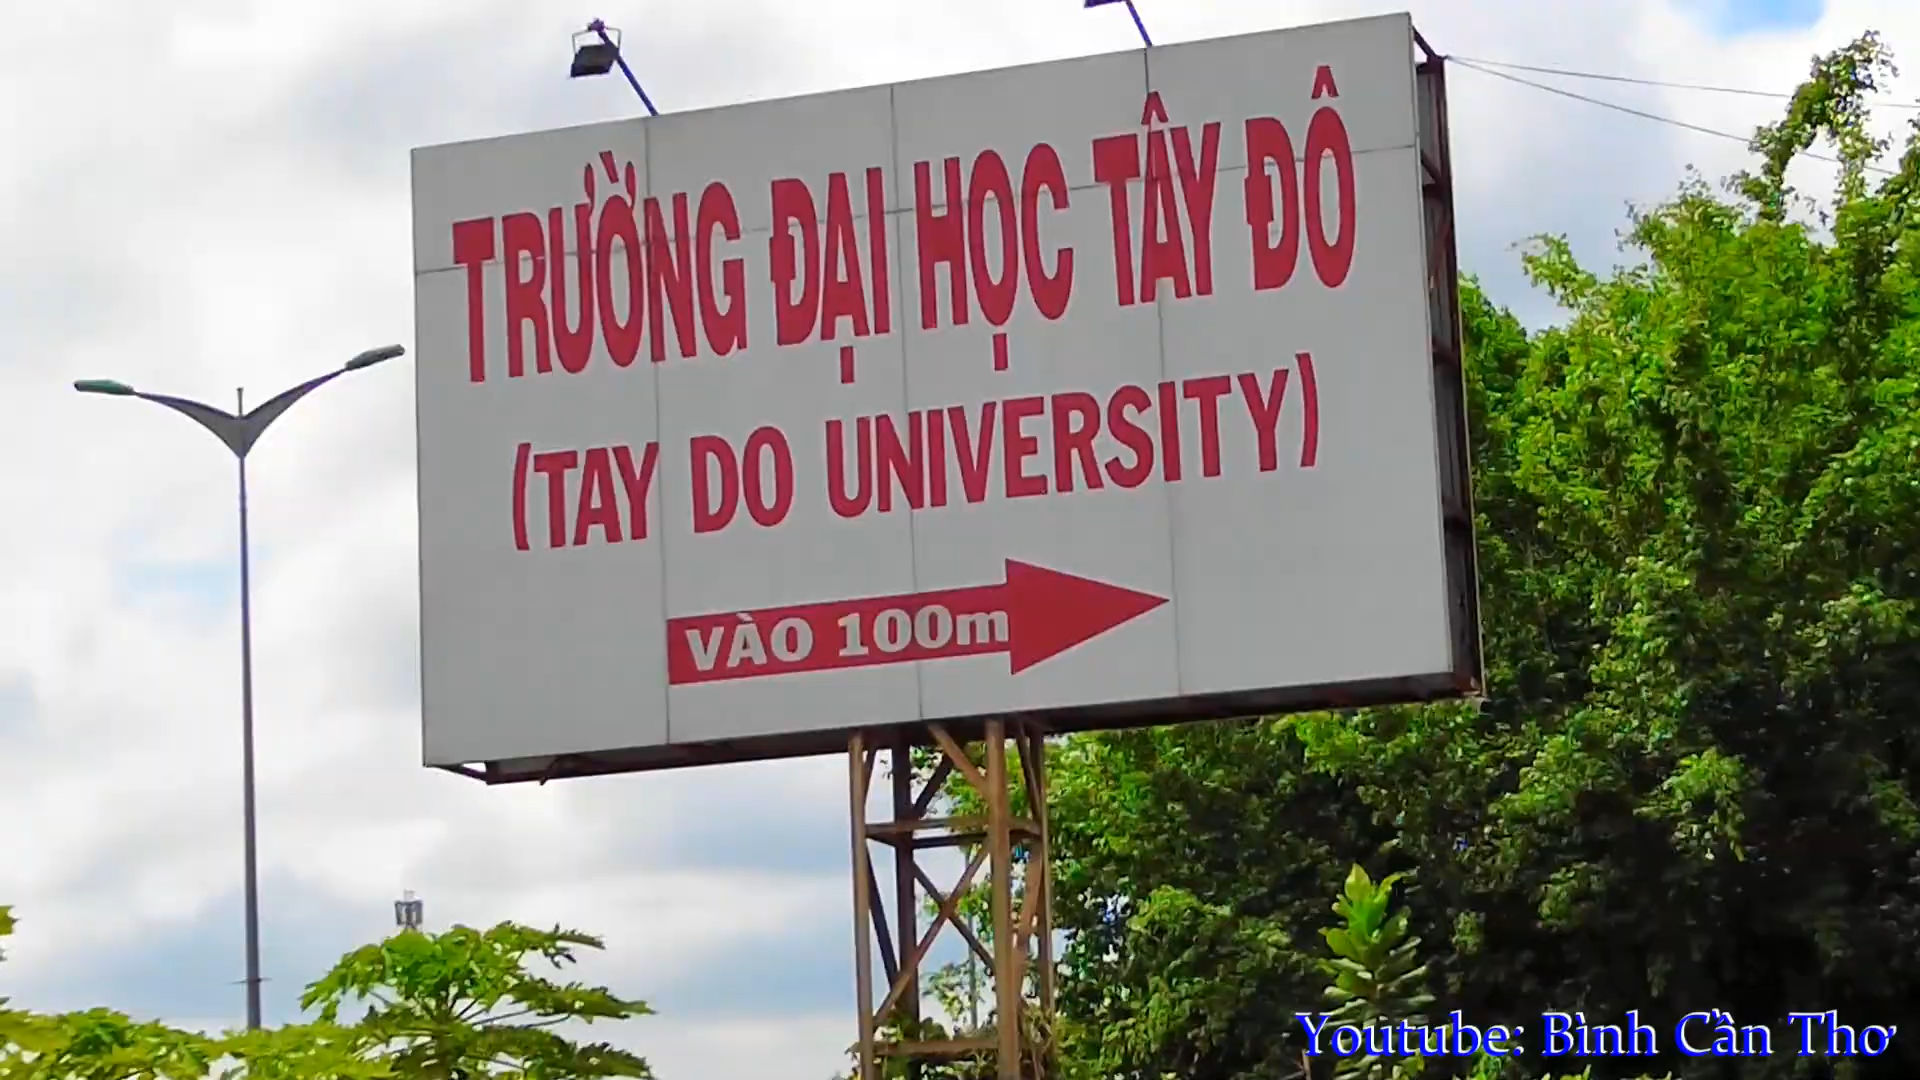 TRƯỜNG ĐẠI HỌC TÂY ĐÔ
(TAY DO UNIVERSITY)
VÀO 100m
Youtube: Bình Cần Thơ